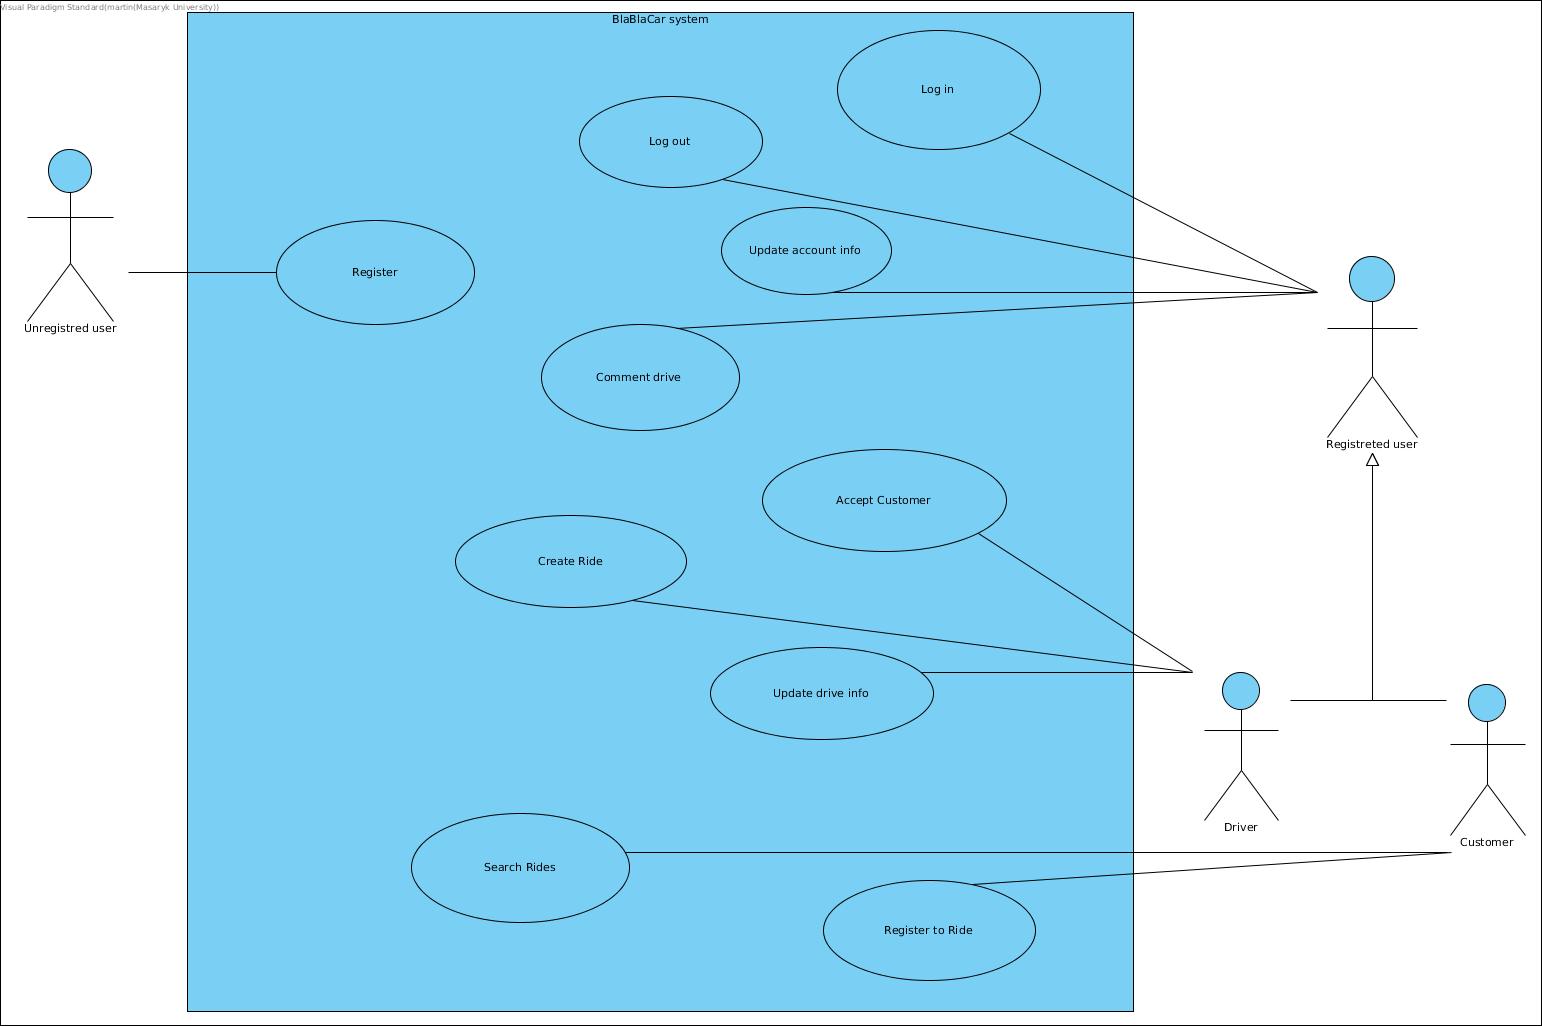 Visual Paradigm Standard(martin(Masaryk University))
BlaBlaCar system
Log in
Log out
Update account info
Register
Unregistred user
Comment drive
Registreted user
Accept Customer
Create Ride
Update drive info
Driver
Customer
Search Rides
Register to Ride